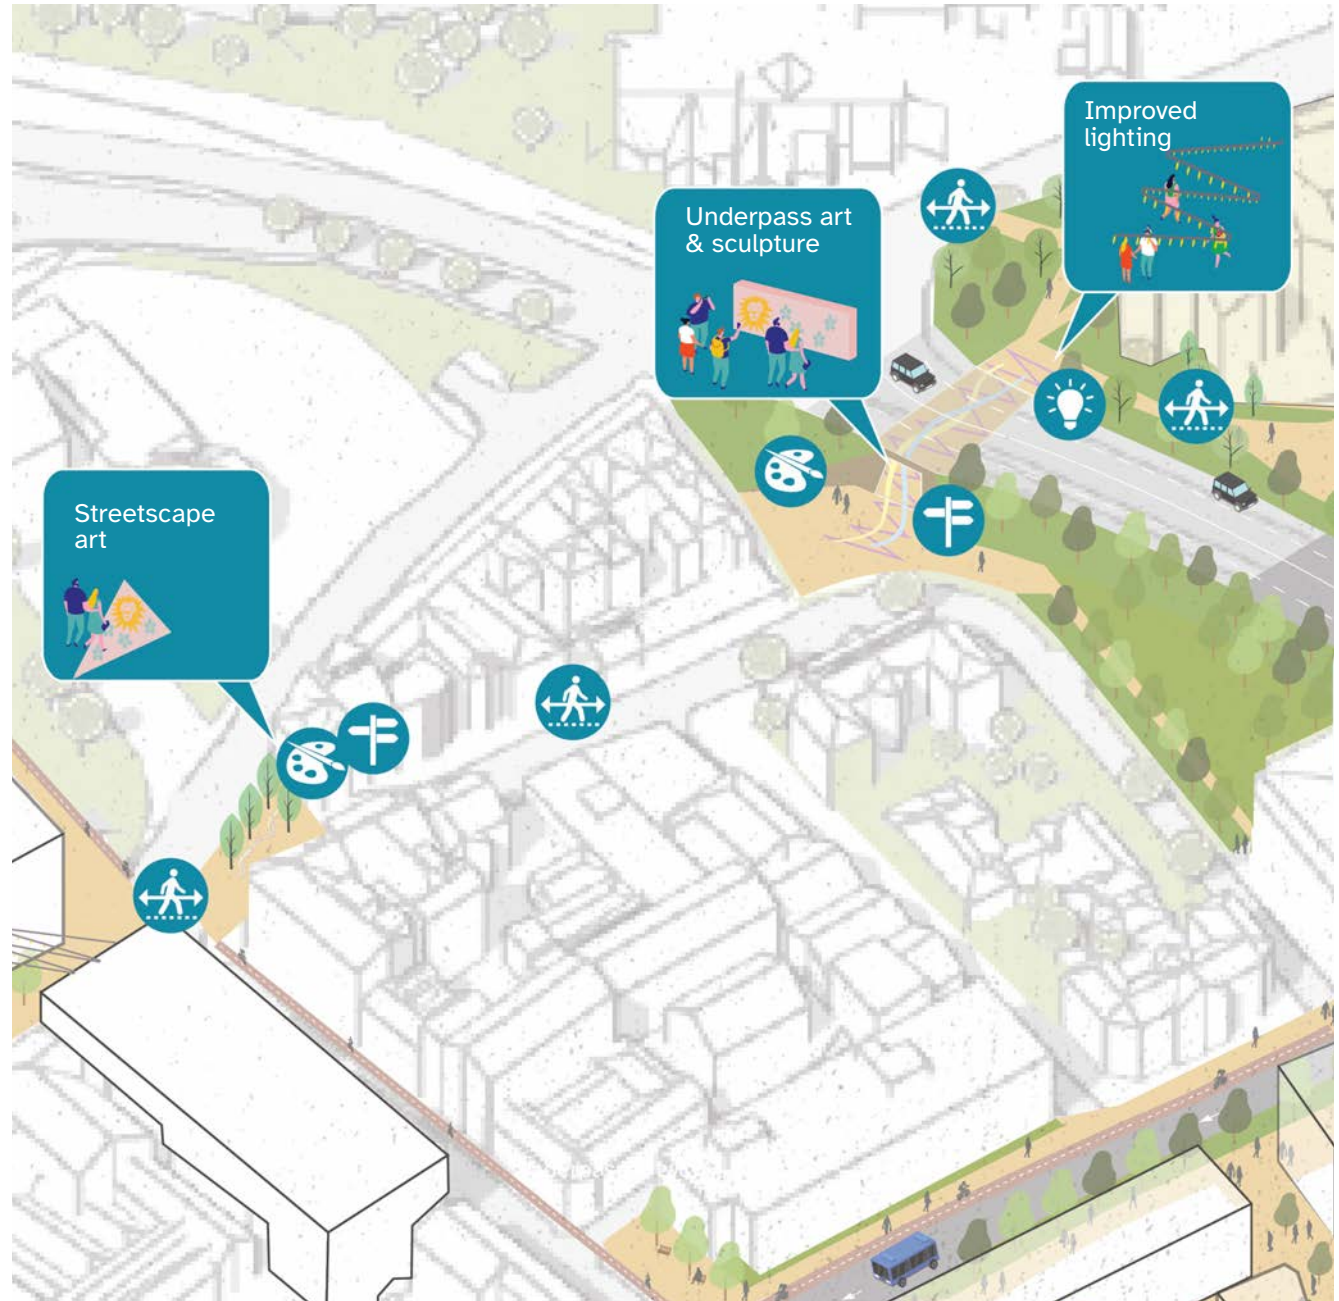 Improved
lighting
Underpass art
& sculpture
Streetscape
art